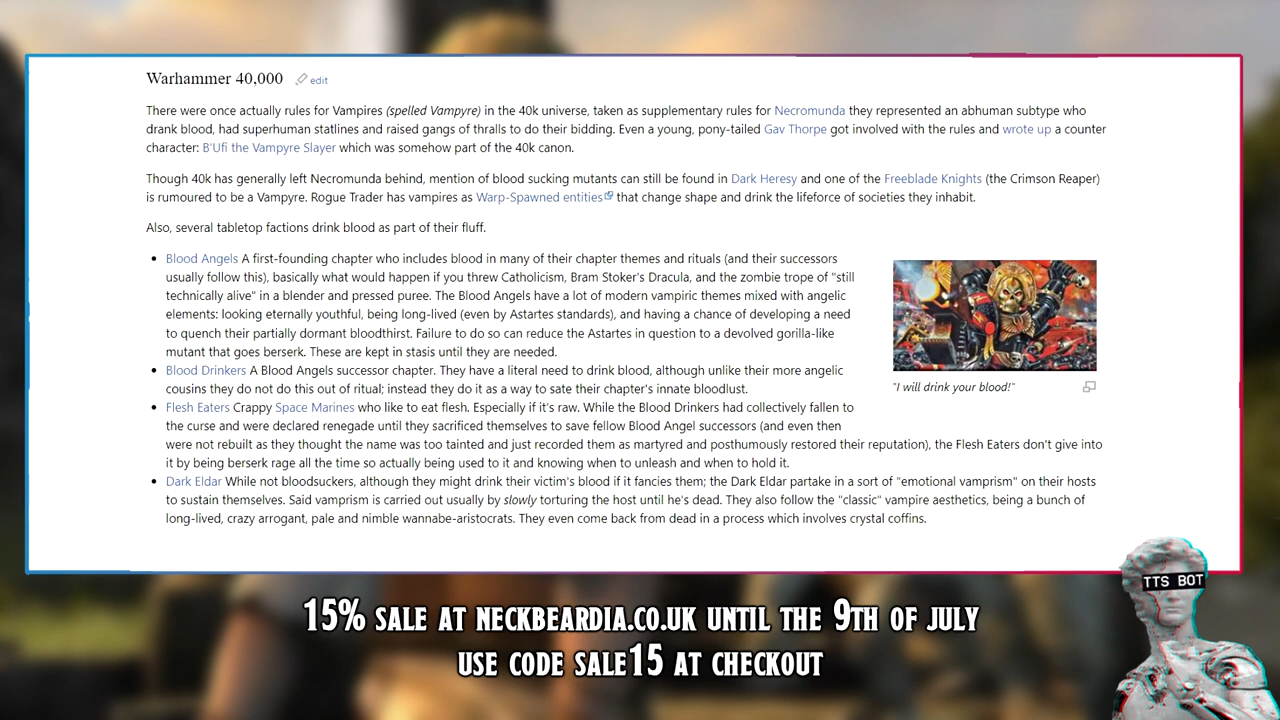 Warhammer 40,000 edit
There were once actually rules for Vampires (spelled Vampyre) in the 40k universe, taken as supplementary rules for Necromunda they represented an abhuman subtype who
drank blood, had superhuman statlines and raised gangs of thralls to do their bidding. Even a young, pony-tailed Gav Thorpe got involved with the rules and wrote up a counter
character: B'Ufi the Vampyre Slayer which was somehow part of the 40k canon.
Though 40k has generally left Necromunda behind, mention of blood sucking mutants can still be found in Dark Heresy and one of the Freeblade Knights (the Crimson Reaper)
is rumoured to be a Vampyre. Rogue Trader has vampires as Warp-Spawned entities that change shape and drink the lifeforce of societies they inhabit.
Also, several tabletop factions drink blood as part of their fluff.
• Blood Angels A first-founding chapter who includes blood in many of their chapter themes and rituals (and their successors
usually follow this), basically what would happen if you threw Catholicism, Bram Stoker's Dracula, and the zombie trope of "still
technically alive" in a blender and pressed puree. The Blood Angels have a lot of modern vampiric themes mixed with angelic
elements: looking eternally youthful, being long-lived (even by Astartes standards), and having a chance of developing a need
to quench their partially dormant bloodthirst. Failure to do so can reduce the Astartes in question to a devolved gorilla-like
mutant that goes berserk. These are kept in stasis until they are needed.
• Blood Drinkers A Blood Angels successor chapter. They have a literal need to drink blood, although unlike their more angelic
cousins they do not do this out of ritual; instead they do it as a way to sate their chapter's innate bloodlust.
"I will drink your blood!"
• Flesh Eaters Crappy Space Marines who like to eat flesh. Especially if it's raw. While the Blood Drinkers had collectively fallen to
the curse and were declared renegade until they sacrificed themselves to save fellow Blood Angel successors (and even then
were not rebuilt as they thought the name was too tainted and just recorded them as martyred and posthumously restored their reputation), the Flesh Eaters don't give into
it by being berserk rage all the time so actually being used to it and knowing when to unleash and when to hold it.
• Dark Eldar While not bloodsuckers, although they might drink their victim's blood if it fancies them; the Dark Eldar partake in a sort of "emotional vampirism" on their hosts
to sustain themselves. Said vamprism is carried out usually by slowly torturing the host until he's dead. They also follow the "classic" vampire aesthetics, being a bunch of
long-lived, crazy arrogant, pale and nimble wannabe-aristocrats. They even come back from dead in a process which involves crystal coffins.
TTS BOT
15% SALE AT NECKBEARDIA.CO.UK UNTIL THE 9TH OF JULY
USE CODE SALE15 AT CHECKOUT